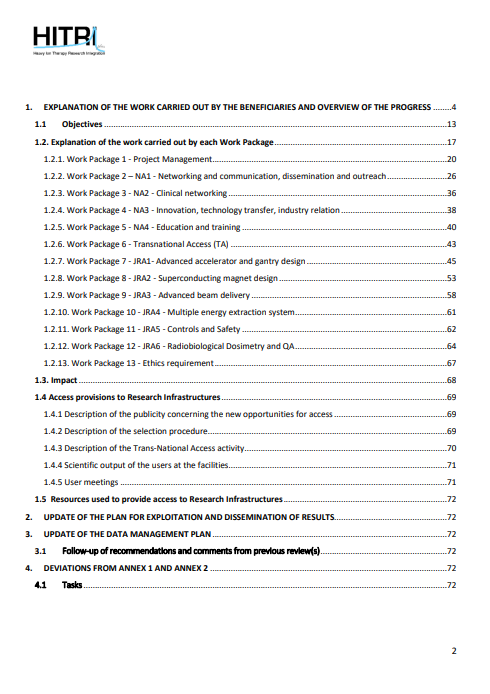 HITRI
Heavy Ion Therapy Research Integration
1. EXPLANATION OF THE WORK CARRIED OUT BY THE BENEFICIARIES AND OVERVIEW OF THE PROGRESS ........4
1.1 Objectives ........13
1.2. Explanation of the work carried out by each Work Package........17
1.2.1. Work Package 1 - Project Management........20
1.2.2. Work Package 2 – NA1 - Networking and communication, dissemination and outreach........26
1.2.3. Work Package 3 - NA2 - Clinical networking........36
1.2.4. Work Package 4 - NA3 - Innovation, technology transfer, industry relation........38
1.2.5. Work Package 5 - NA4 - Education and training........40
1.2.6. Work Package 6 - Transnational Access (TA) ........43
1.2.7. Work Package 7 - JRA1- Advanced accelerator and gantry design........45
1.2.8. Work Package 8 - JRA2 - Superconducting magnet design........53
1.2.9. Work Package 9 - JRA3 - Advanced beam delivery........58
1.2.10. Work Package 10 - JRA4 - Multiple energy extraction system........61
1.2.11. Work Package 11 - JRA5 - Controls and Safety ........62
1.2.12. Work Package 12 - JRA6 - Radiobiological Dosimetry and QA........64
1.2.13. Work Package 13 - Ethics requirement........67
1.3. Impact ........68
1.4 Access provisions to Research Infrastructures........69
1.4.1 Description of the publicity concerning the new opportunities for access ........69
1.4.2 Description of the selection procedure........69
1.4.3 Description of the Trans-National Access activity........70
1.4.4 Scientific output of the users at the facilities........71
1.4.5 User meetings ........71
1.5 Resources used to provide access to Research Infrastructures........72
2. UPDATE OF THE PLAN FOR EXPLOITATION AND DISSEMINATION OF RESULTS........72
3. UPDATE OF THE DATA MANAGEMENT PLAN........72
3.1 Follow-up of recommendations and comments from previous review(s)........72
4. DEVIATIONS FROM ANNEX 1 AND ANNEX 2 ........72
4.1 Tasks ........72
2